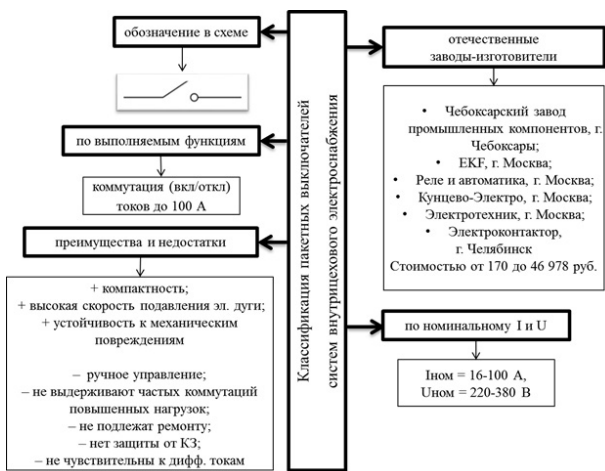 обозначение в схеме
по выполняемым функциям
коммутация (вкл/откл)
токов до 100 А
преимущества и недостатки
+ компактность;
+ высокая скорость подавления эл. дуги;
+ устойчивость к механическим
повреждениям
– ручное управление;
– не выдерживают частых коммутаций
повышенных нагрузок;
– не подлежат ремонту;
– нет защиты от КЗ;
– не чувствительны к дифф. токам
Классификация пакетных выключателей
систем внутрицехового электроснабжения
отечественные
заводы-изготовители
• Чебоксарский завод
промышленных компонентов, г.
Чебоксары;
• EKF, г. Москва;
• Реле и автоматика, г. Москва;
• Кунцево-Электро, г. Москва;
• Электротехник, г. Москва;
• Электроконтактор,
г. Челябинск
Стоимостью от 170 до 46 978 руб.
по номинальному I и U
Iном = 16-100 А,
Uном = 220-380 В